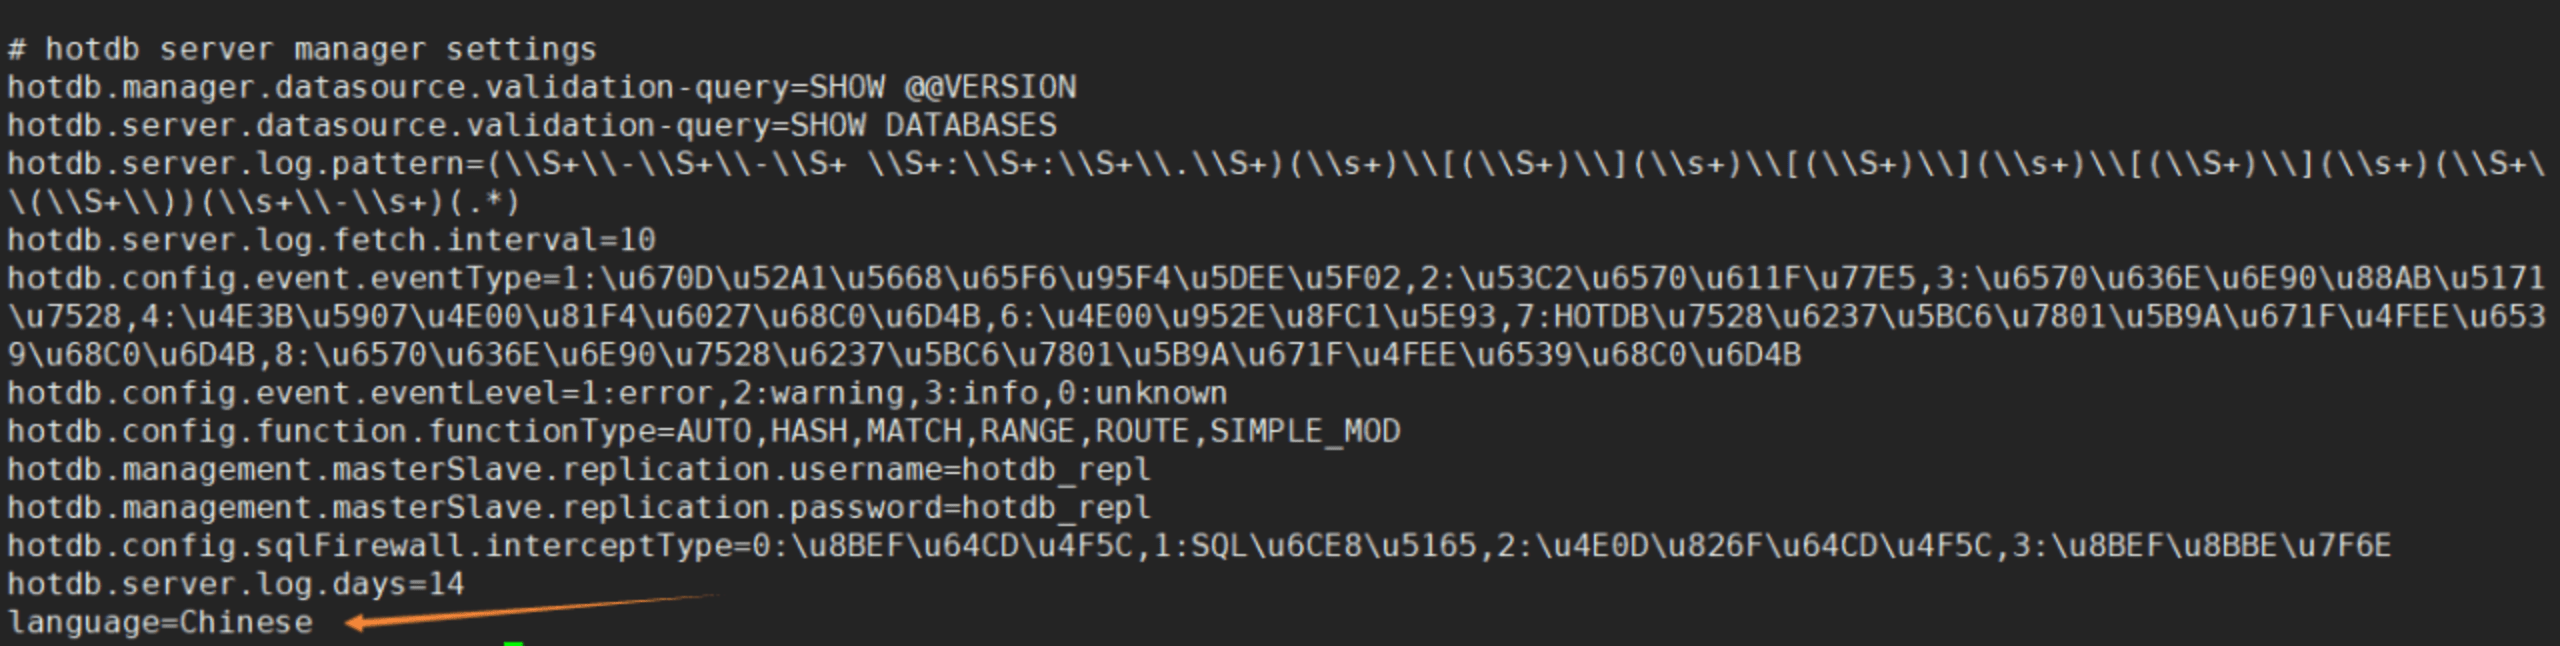 # hotdb server manager settings
hotdb.manager.datasource.validation-query=SHOW @@VERSION
hotdb.server.datasource.validation-query=SHOW DATABASES
hotdb.server.log.pattern=(\\S+\\-\\S+\\-\\S+ \\S+:\\S+:\\S+\\.\\S+)(\\s+)\\[(\\S+)\\](\\s+)\\[(\\S+)\\](\\s+)\\[(\\S+)\\](\\s+)(\\S+\
\(\\S+\\))(\\s+\\-\\s+)(.*)
hotdb.server.log.fetch.interval=10
hotdb.config.event.eventType=1:\u670D\u52A1\u5668\u65F6\u95F4\u5DEE\u5F02,2:\u53C2\u6570\u611F\u77E5,3:\u6570\u636E\u6E90\u88AB\u5171
\u7528,4:\u4E3B\u5907\u4E00\u81F4\u6027\u68C0\u6D4B,6:\u4E00\u952E\u8FC1\u5E93,7:HOTDB\u7528\u6237\u5BC6\u7801\u5B9A\u671F\u4FEE\u653
9\u68C0\u6D4B,8:\u6570\u636E\u6E90\u7528\u6237\u5BC6\u7801\u5B9A\u671F\u4FEE\u6539\u68C0\u6D4B
hotdb.config.event.eventLevel=1:error,2:warning,3:info,0:unknown
hotdb.config.function.functionType=AUTO,HASH,MATCH,RANGE,ROUTE,SIMPLE_MOD
hotdb.management.masterSlave.replication.username=hotdb_repl
hotdb.management.masterSlave.replication.password=hotdb_repl
hotdb.config.sqlFirewall.interceptType=0:\u8BEF\u64CD\u4F5C,1:SQL\u6CE8\u5165,2:\u4E0D\u826F\u64CD\u4F5C,3:\u8BEF\u8BBE\u7F6E
hotdb.server.log.days=14
language=Chinese